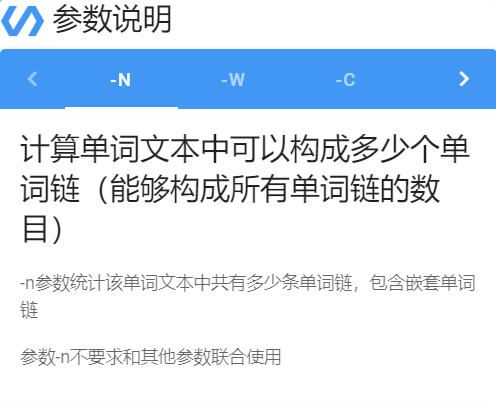 参数说明
-N -W -C
计算单词文本中可以构成多少个单
词链（能够构成所有单词链的数
目）
-n参数统计该单词文本中共有多少条单词链，包含嵌套单词
链
参数-n不要求和其他参数联合使用